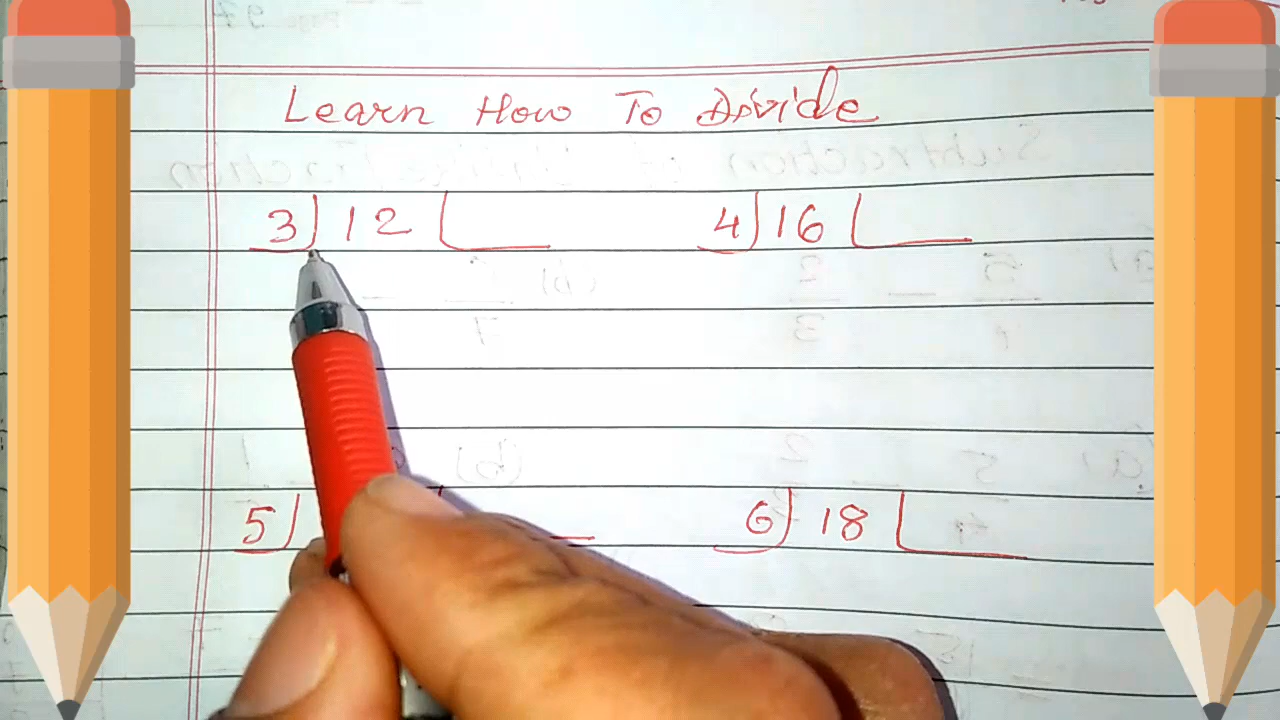 Learn How To Divide
3) 12 (
4) 16 (
5)
6) 18 (